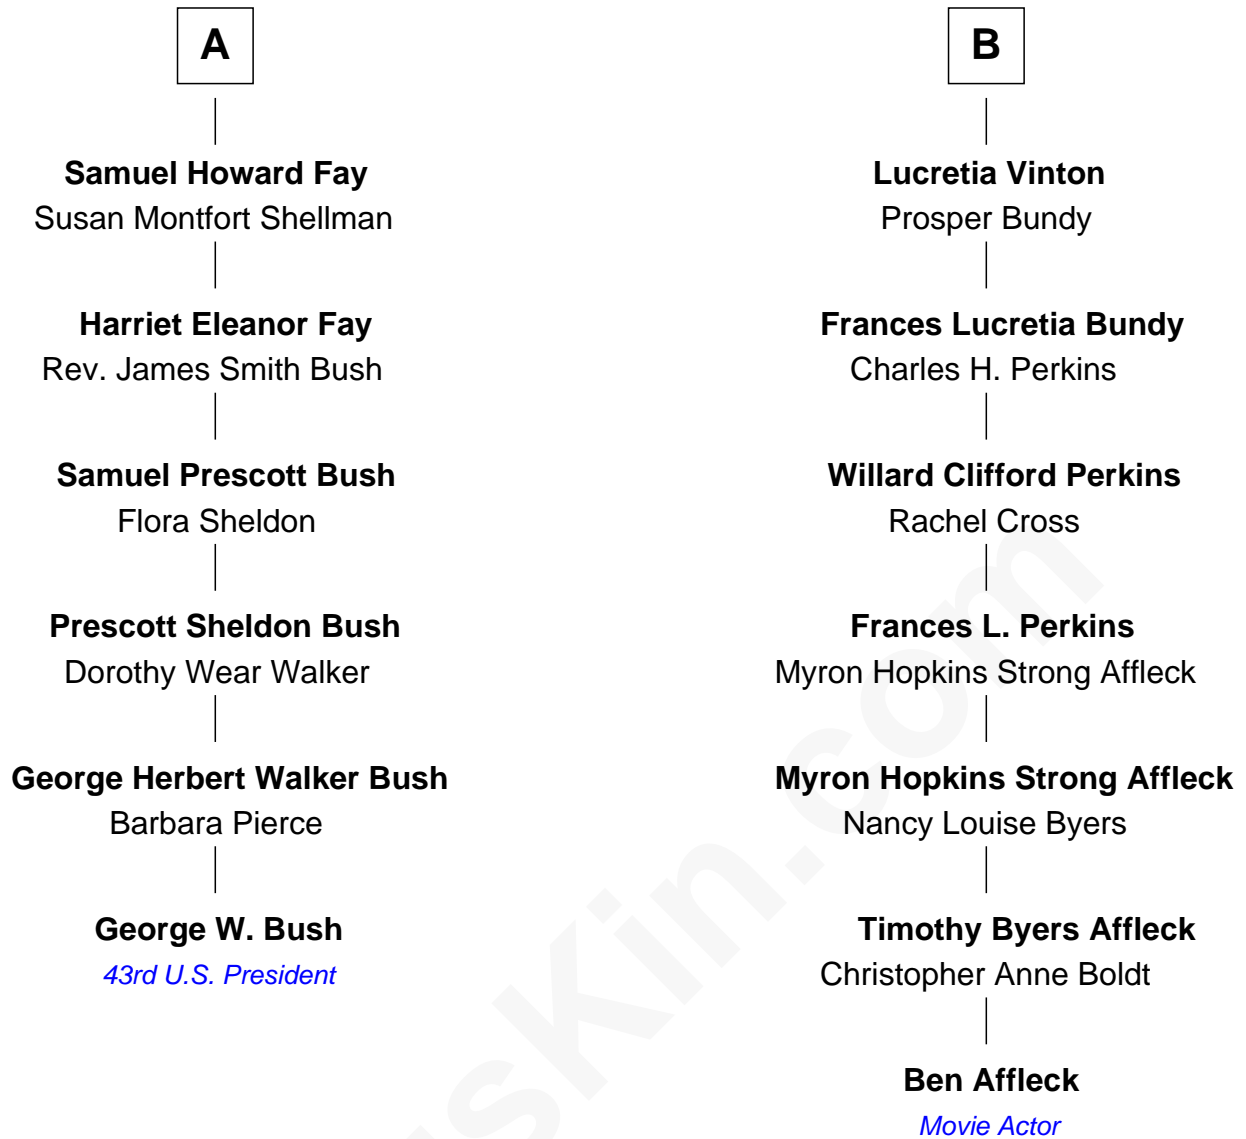 A
Samuel Howard Fay
Susan Montfort Shellman
Harriet Eleanor Fay
Rev. James Smith Bush
Samuel Prescott Bush
Flora Sheldon
Prescott Sheldon Bush
Dorothy Wear Walker
George Herbert Walker Bush
Barbara Pierce
George W. Bush
43rd U.S. President
B
Lucretia Vinton
Prosper Bundy
Frances Lucretia Bundy
Charles H. Perkins
Willard Clifford Perkins
Rachel Cross
Frances L. Perkins
Myron Hopkins Strong Affleck
Myron Hopkins Strong Affleck
Nancy Louise Byers
Timothy Byers Affleck
Christopher Anne Boldt
Ben Affleck
Movie Actor